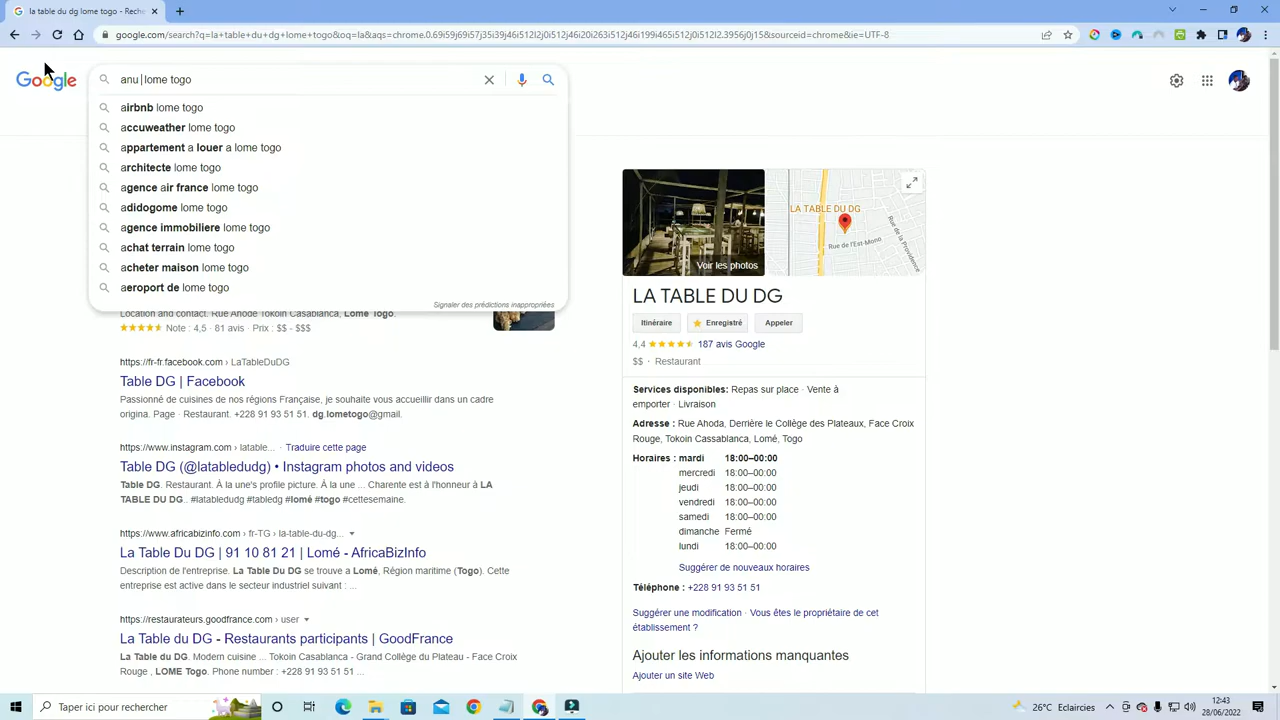 la table du dg lome togo - Reche
google.com/search?q=la+table+du+dg+lome+togo&oq=la&aqs=chrome.0.69i59j69i57j35i39j46i512l2j0i512j46i20i263i512j0i512j46i199i465i512j0i512l2.3956j0j15&sourceid=chrome&ie=UTF-8
Google
anu lome togo
airbnb lome togo
accuweather lome togo
appartement a louer a lome togo
architecte lome togo
agence air france lome togo
adidogome lome togo
agence immobiliere lome togo
achat terrain lome togo
acheter maison lome togo
aeroport de lome togo
Signaler des prédictions inappropriées
Location and contact. Rue Ahode Tokoin Casablanca, Lome Togo.
Note : 4,5 · 81 avis · Prix : $$ - $$$
https://fr-fr.facebook.com › LaTableDuDG
Table DG | Facebook
Passionné de cuisines de nos régions Française, je souhaite vous accueillir dans un cadre
origina. Page · Restaurant. +228 91 93 51 51. dg.lometogo@gmail.
https://www.instagram.com › latable... · Traduire cette page
Table DG (@latabledudg) • Instagram photos and videos
Table DG. Restaurant. À la une's profile picture. À la une ... Charente est à l'honneur à LA
TABLE DU DG.. #latabledudg #tabledg #lomé #togo #cettesemaine.
https://www.africabizinfo.com › fr-TG › la-table-du-dg...
La Table Du DG | 91 10 81 21 | Lomé - AfricaBizInfo
Description de l'entreprise. La Table Du DG se trouve a Lomé, Région maritime (Togo). Cette
entreprise est active dans le secteur industriel suivant : ...
https://restaurateurs.goodfrance.com › user
La Table du DG - Restaurants participants | GoodFrance
La Table du DG. Modern cuisine ... Tokoin Casablanca - Grand Collège du Plateau - Face Croix
Rouge , LOME Togo. Phone number : +228 91 93 51 51 ...
Voir les photos
LA TABLE DU DG
Rue de l'Est-Mono
Rue de la Providence
LA TABLE DU DG
Itinéraire
Enregistré
Appeler
4,4 187 avis Google
$$ · Restaurant
Services disponibles: Repas sur place · Vente à
emporter · Livraison
Adresse : Rue Ahoda, Derrière le Collège des Plateaux, Face Croix
Rouge, Tokoin Cassablanca, Lomé, Togo
Horaires : mardi 18:00–00:00
mercredi 18:00–00:00
jeudi 18:00–00:00
vendredi 18:00–00:00
samedi 18:00–00:00
dimanche Fermé
lundi 18:00–00:00
Suggérer de nouveaux horaires
Téléphone : +228 91 93 51 51
Suggérer une modification · Vous êtes le propriétaire de cet
établissement ?
Ajouter les informations manquantes
Ajouter un site Web
Taper ici pour rechercher
26°C Eclaircies
12:43
28/06/2022